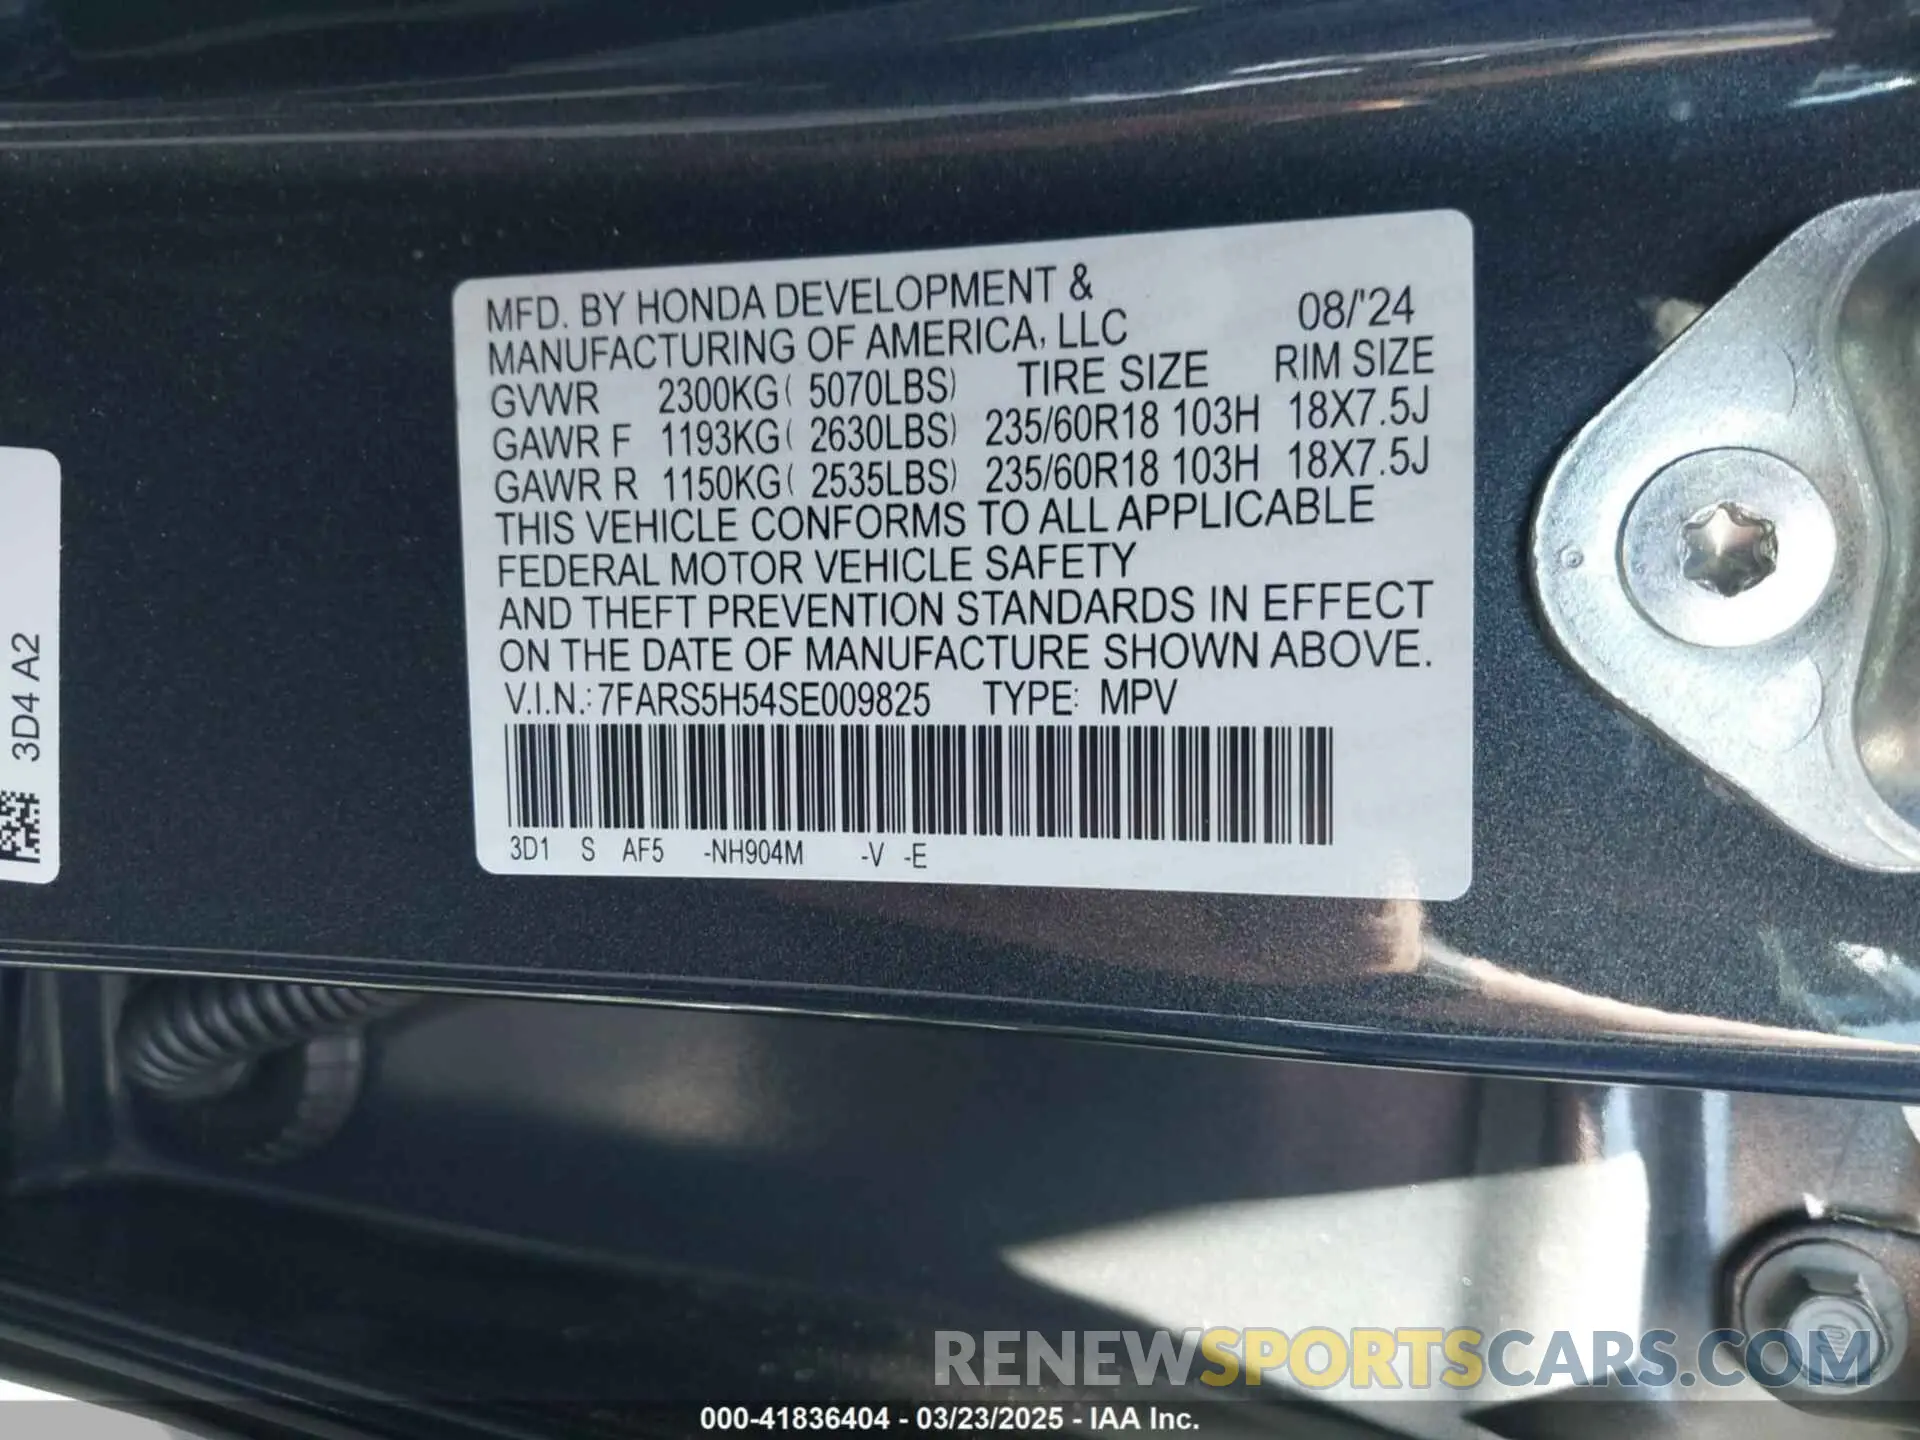 MFD. BY HONDA DEVELOPMENT & 08/'24
MANUFACTURING OF AMERICA, LLC
GVWR 2300KG( 5070LBS) TIRE SIZE RIM SIZE
GAWR F 1193KG( 2630LBS) 235/60R18 103H 18X7.5J
GAWR R 1150KG( 2535LBS) 235/60R18 103H 18X7.5J
THIS VEHICLE CONFORMS TO ALL APPLICABLE
FEDERAL MOTOR VEHICLE SAFETY
AND THEFT PREVENTION STANDARDS IN EFFECT
ON THE DATE OF MANUFACTURE SHOWN ABOVE.
V.I.N.: 7FARS5H54SE009825 TYPE: MPV
3D1 S AF5 -NH904M -V -E
3D4 A2
RENEWSPORTSCARS.COM
000-41836404 - 03/23/2025 - IAA Inc.